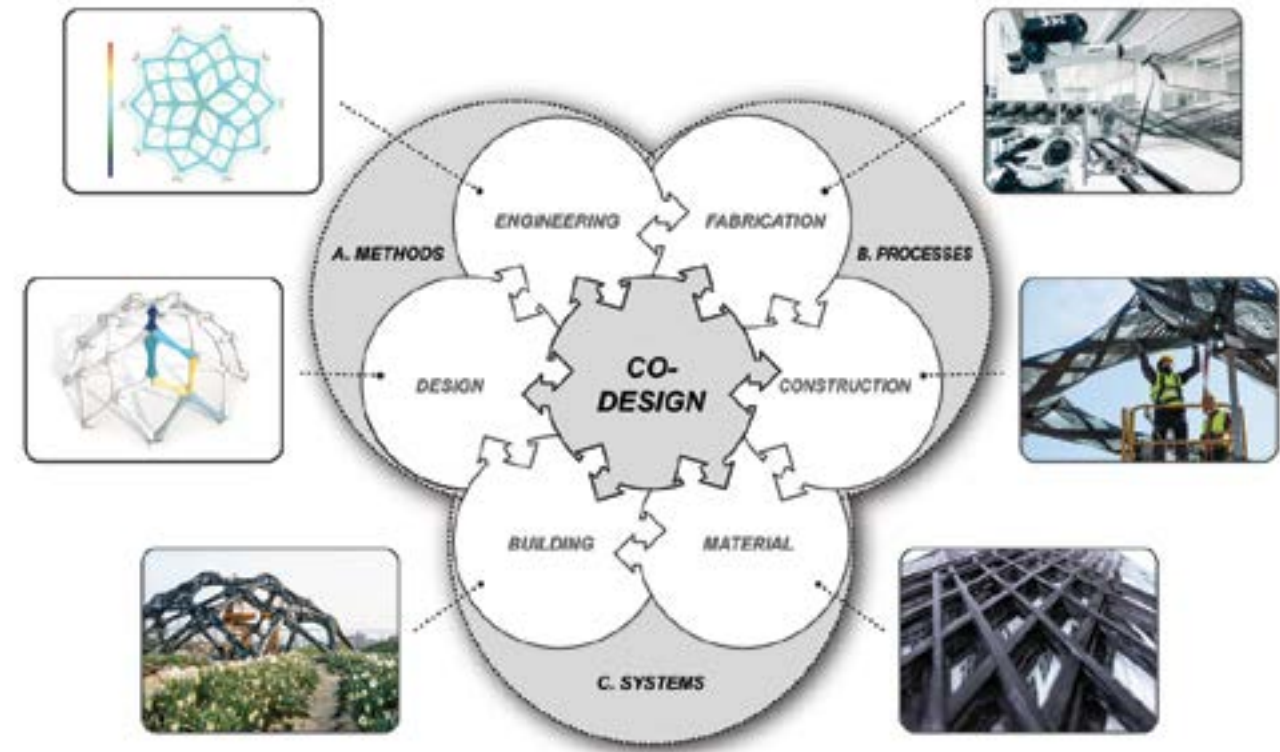 ENGINEERING
FABRICATION
A. METHODS
B. PROCESSES
DESIGN
CO-
DESIGN
CONSTRUCTION
BUILDING
MATERIAL
C. SYSTEMS